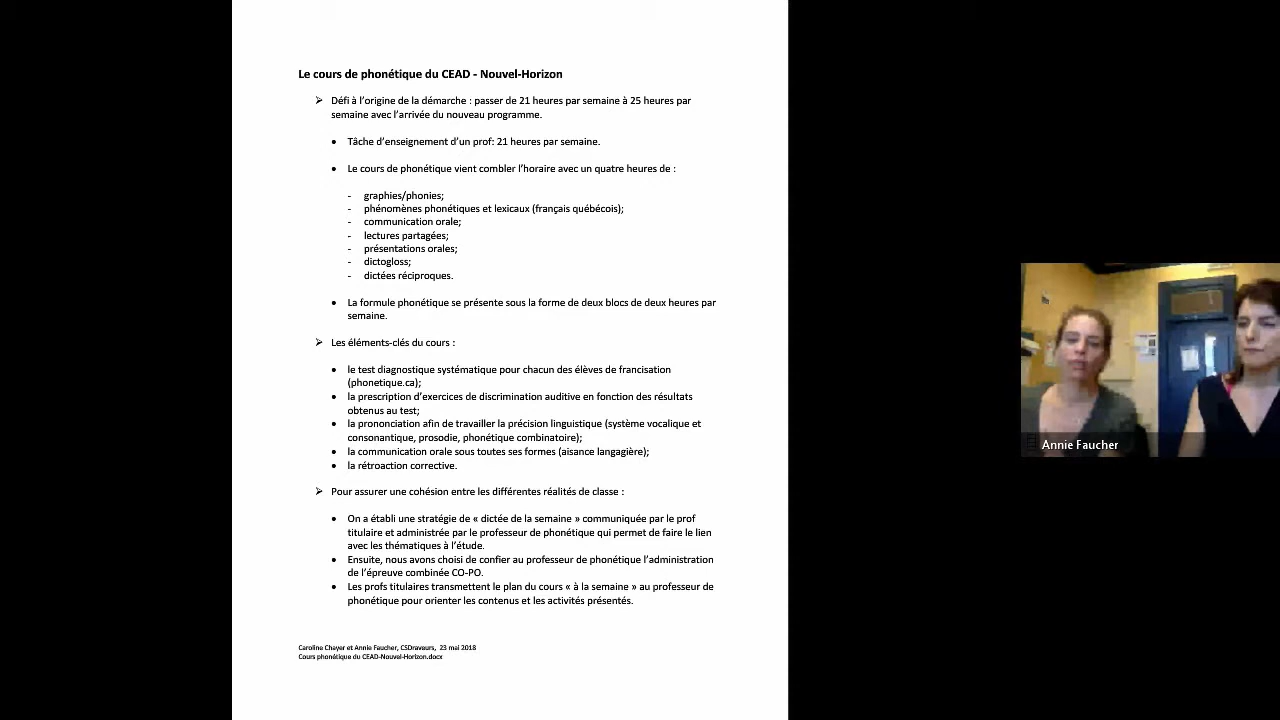 Le cours de phonétique du CEAD - Nouvel-Horizon
➢ Défi à l'origine de la démarche : passer de 21 heures par semaine à 25 heures par
semaine avec l'arrivée du nouveau programme.
• Tâche d'enseignement d'un prof: 21 heures par semaine.
• Le cours de phonétique vient combler l'horaire avec un quatre heures de :
- graphies/phonies;
- phénomènes phonétiques et lexicaux (français québécois);
- communication orale;
- lectures partagées;
- présentations orales;
- dictogloss;
- dictées réciproques.
• La formule phonétique se présente sous la forme de deux blocs de deux heures par
semaine.
➢ Les éléments-clés du cours :
• le test diagnostique systématique pour chacun des élèves de francisation
(phonetique.ca);
• la prescription d'exercices de discrimination auditive en fonction des résultats
obtenus au test;
• la prononciation afin de travailler la précision linguistique (système vocalique et
consonantique, prosodie, phonétique combinatoire);
• la communication orale sous toutes ses formes (aisance langagière);
• la rétroaction corrective.
➢ Pour assurer une cohésion entre les différentes réalités de classe :
• On a établi une stratégie de « dictée de la semaine » communiquée par le prof
titulaire et administrée par le professeur de phonétique qui permet de faire le lien
avec les thématiques à l'étude.
• Ensuite, nous avons choisi de confier au professeur de phonétique l'administration
de l'épreuve combinée CO-PO.
• Les profs titulaires transmettent le plan du cours « à la semaine » au professeur de
phonétique pour orienter les contenus et les activités présentés.
Caroline Chayer et Annie Faucher, CSDraveurs, 23 mai 2018
Cours phonétique du CEAD-Nouvel-Horizon.docx
Annie Faucher